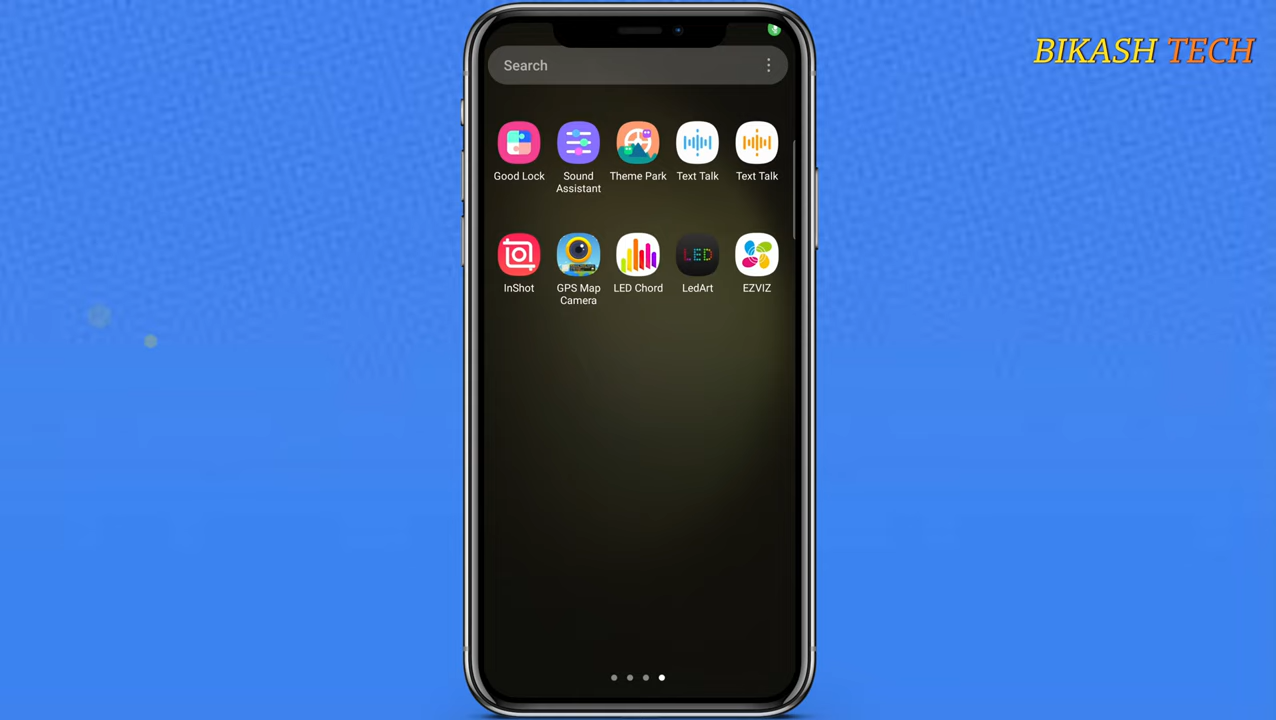 BIKASH TECH
Search
Good Lock
Sound Assistant
Theme Park
Text Talk
Text Talk
InShot
GPS Map Camera
LED Chord
LedArt
LED
EZVIZ